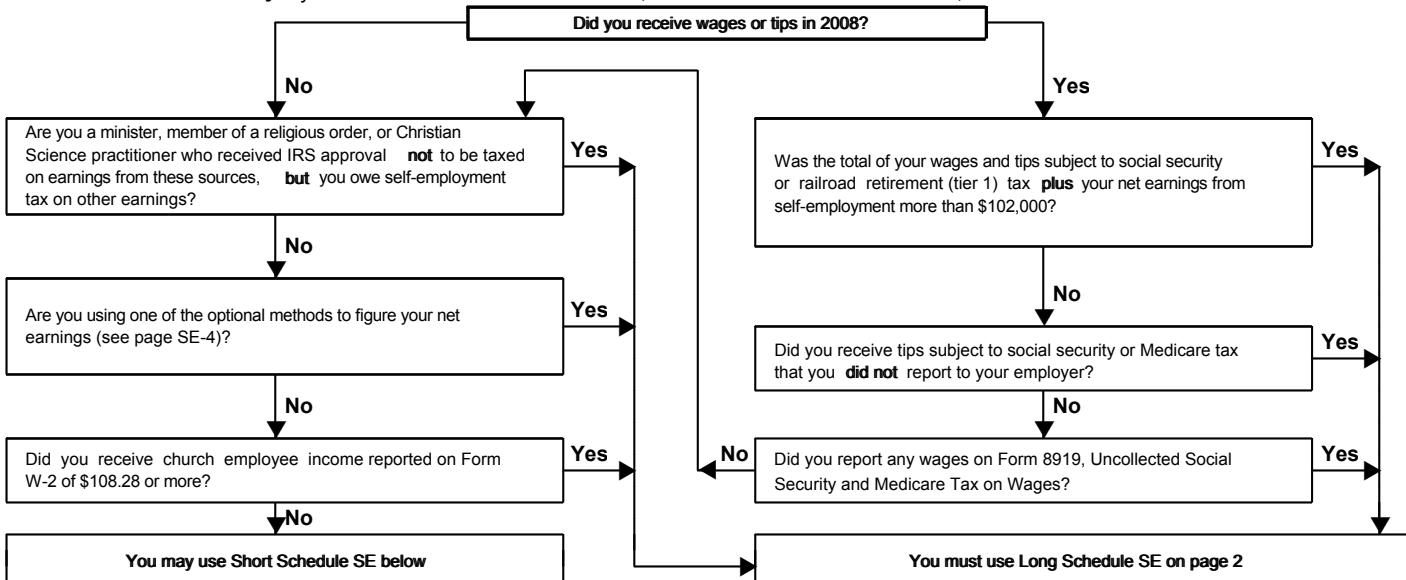 Did you receive wages or tips in 2008?
No
Yes
Are you a minister, member of a religious order, or Christian
Science practitioner who received IRS approval not to be taxed
on earnings from these sources, but you owe self-employment
tax on other earnings?
Yes
Was the total of your wages and tips subject to social security
or railroad retirement (tier 1) tax plus your net earnings from
self-employment more than $102,000?
Yes
No
No
Are you using one of the optional methods to figure your net
earnings (see page SE-4)?
Yes
Did you receive tips subject to social security or Medicare tax
that you did not report to your employer?
Yes
No
No
Did you receive church employee income reported on Form
W-2 of $108.28 or more?
Yes
No
Did you report any wages on Form 8919, Uncollected Social
Security and Medicare Tax on Wages?
Yes
No
You may use Short Schedule SE below
You must use Long Schedule SE on page 2